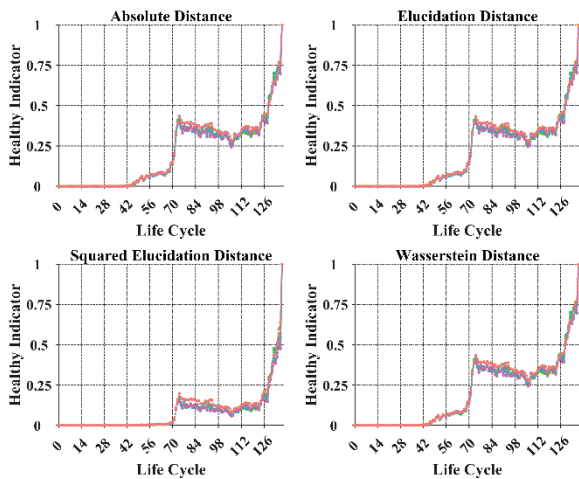 Absolute Distance
Healthy Indicator
1
0.75
0.5
0.25
0
0 14 28 42 56 70 84 98 112 126
Life Cycle
Elucidation Distance
Healthy Indicator
1
0.75
0.5
0.25
0
0 14 28 42 56 70 84 98 112 126
Life Cycle
Squared Elucidation Distance
Healthy Indicator
1
0.75
0.5
0.25
0
0 14 28 42 56 70 84 98 112 126
Life Cycle
Wasserstein Distance
Healthy Indicator
1
0.75
0.5
0.25
0
0 14 28 42 56 70 84 98 112 126
Life Cycle